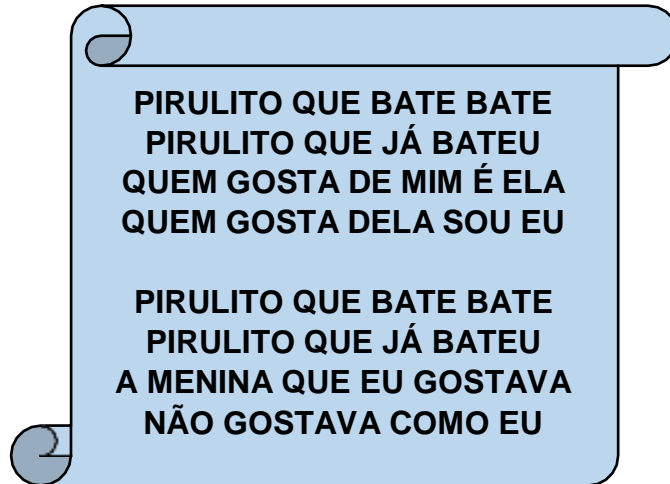 PIRULITO QUE BATE BATE
PIRULITO QUE JÁ BATEU
QUEM GOSTA DE MIM É ELA
QUEM GOSTA DELA SOU EU

PIRULITO QUE BATE BATE
PIRULITO QUE JÁ BATEU
A MENINA QUE EU GOSTAVA
NÃO GOSTAVA COMO EU